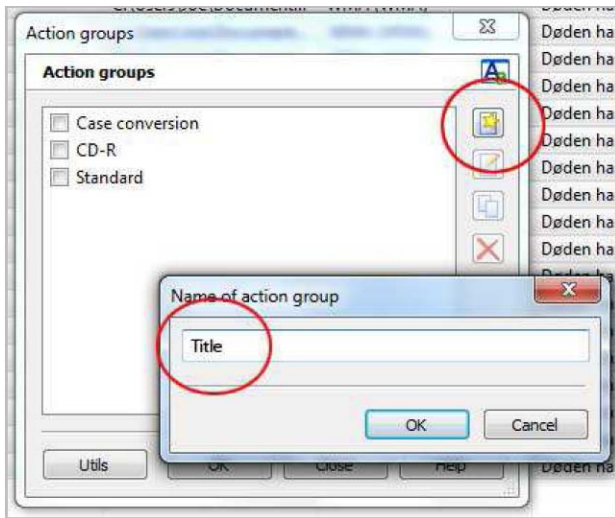 WMA (WMA)
Action groups
Action groups
Case conversion
CD-R
Standard
Døden ha
Døden ha
Døden ha
Døden ha
Døden ha
Døden ha
Døden ha
Døden ha
Døden ha
Name of action group
Title
OK
Cancel
Utils
OK
Close
Help
Døden ha